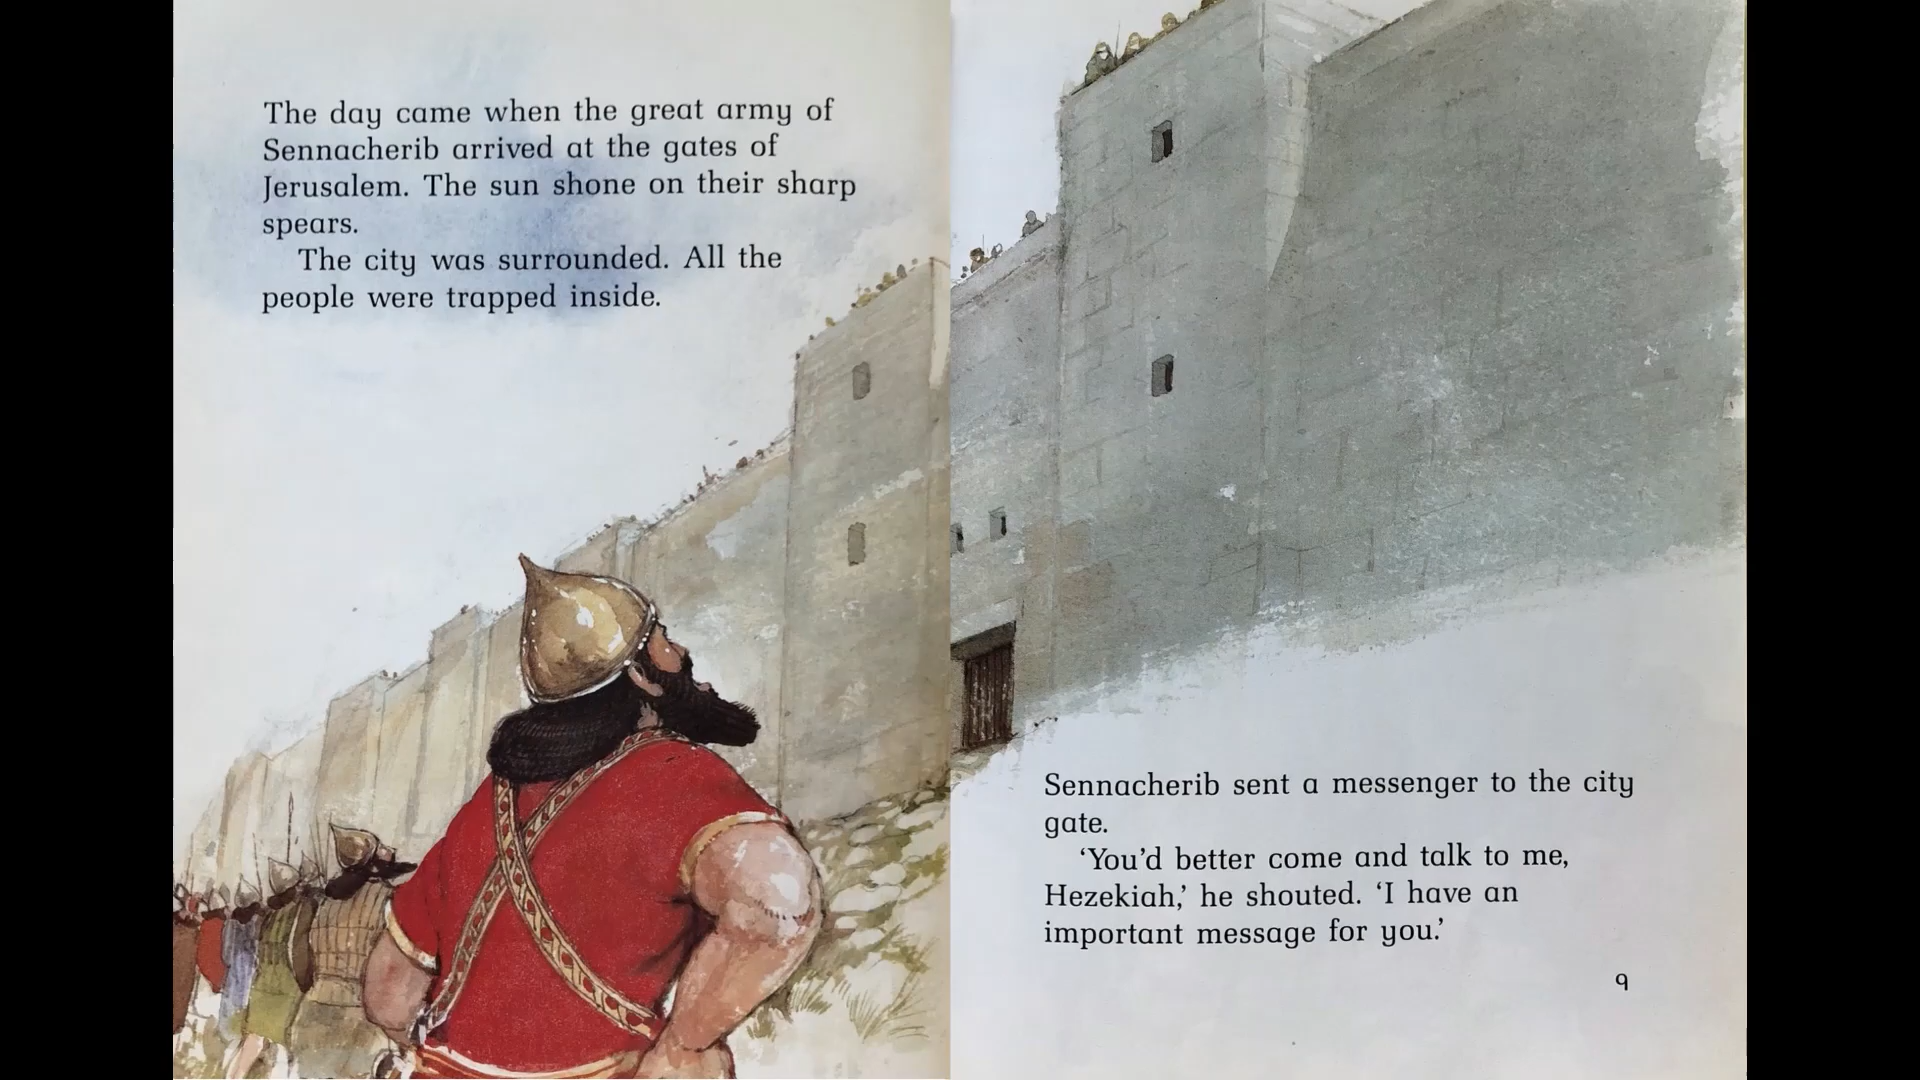 The day came when the great army of
Sennacherib arrived at the gates of
Jerusalem. The sun shone on their sharp
spears.
The city was surrounded. All the
people were trapped inside.
Sennacherib sent a messenger to the city
gate.
‘You’d better come and talk to me,
Hezekiah,’ he shouted. ‘I have an
important message for you.’
9